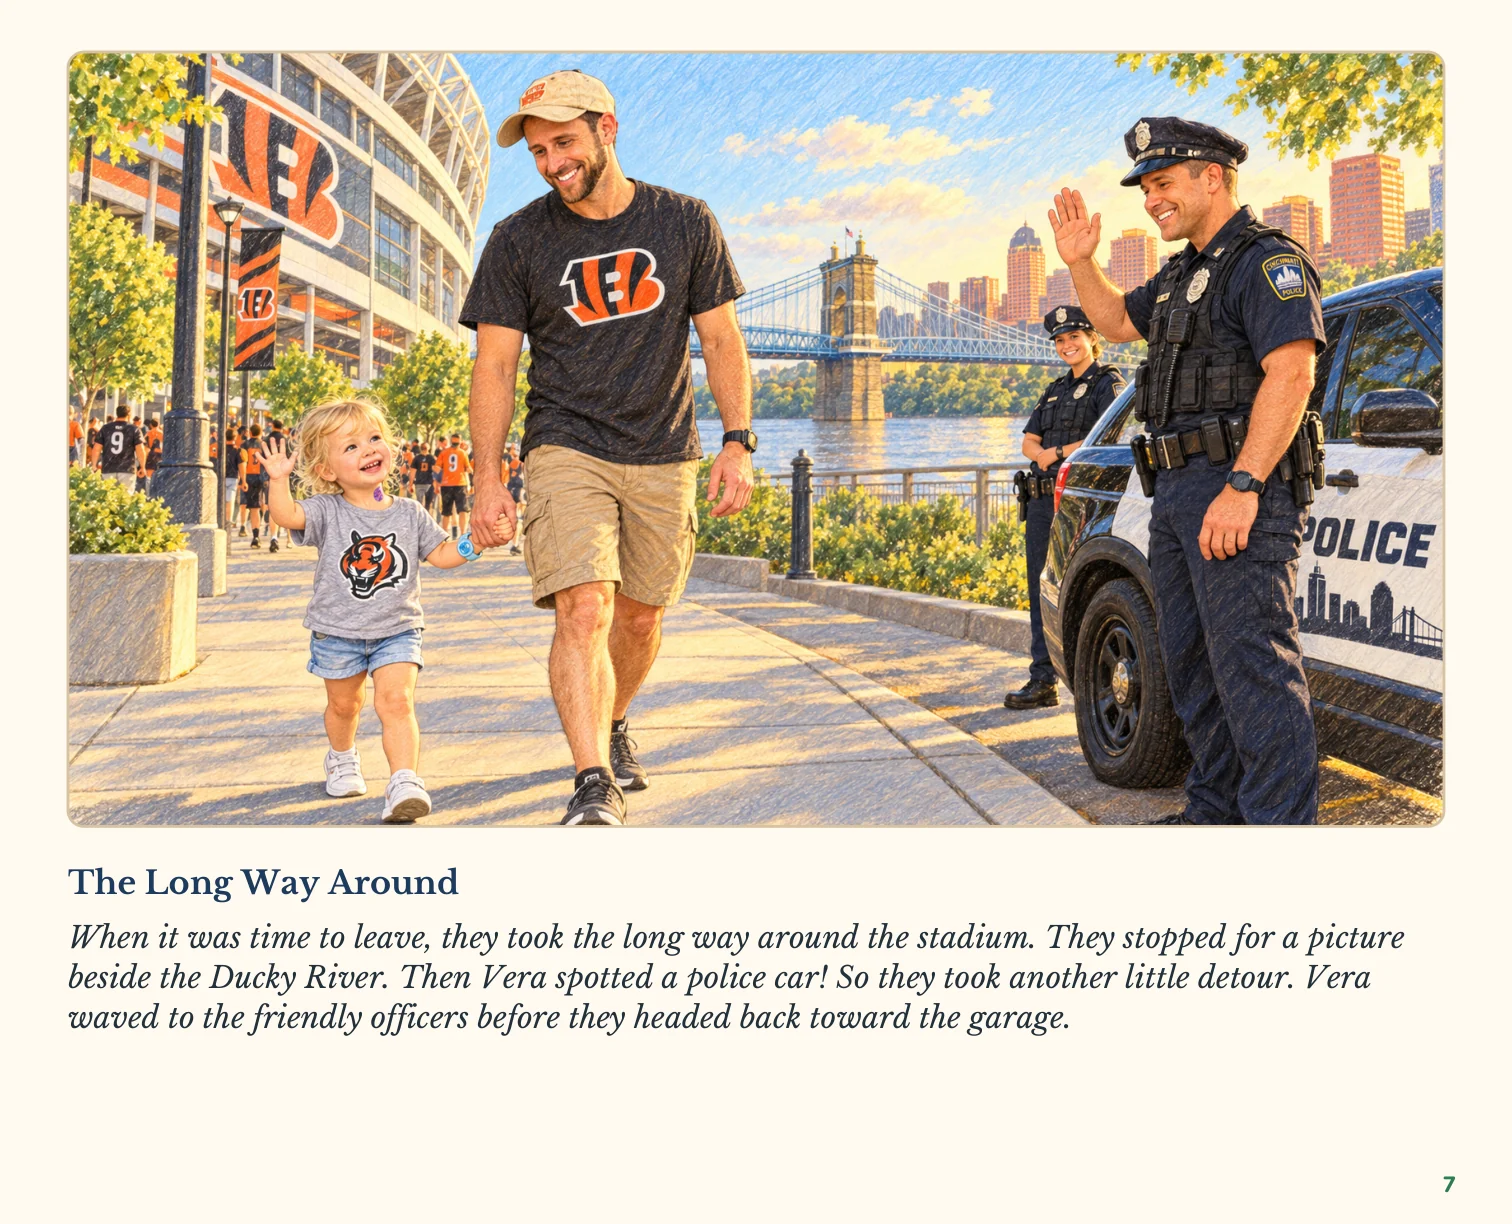 B
B
B
9
9
CINCINNATI
POLICE
POLICE
The Long Way Around
When it was time to leave, they took the long way around the stadium. They stopped for a picture
beside the Ducky River. Then Vera spotted a police car! So they took another little detour. Vera
waved to the friendly officers before they headed back toward the garage.
7